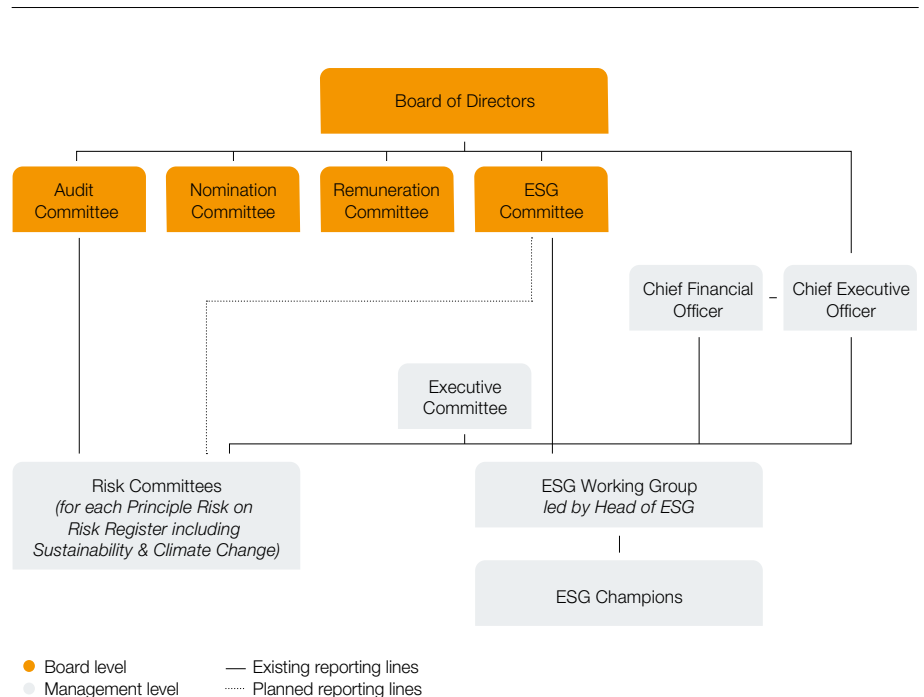 Board of Directors
Audit
Committee
Nomination
Committee
Remuneration
Committee
ESG
Committee
Chief Financial
Officer
Chief Executive
Officer
Executive
Committee
Risk Committees
(for each Principle Risk on
Risk Register including
Sustainability & Climate Change)
ESG Working Group
led by Head of ESG
ESG Champions
Board level
Management level
Existing reporting lines
Planned reporting lines